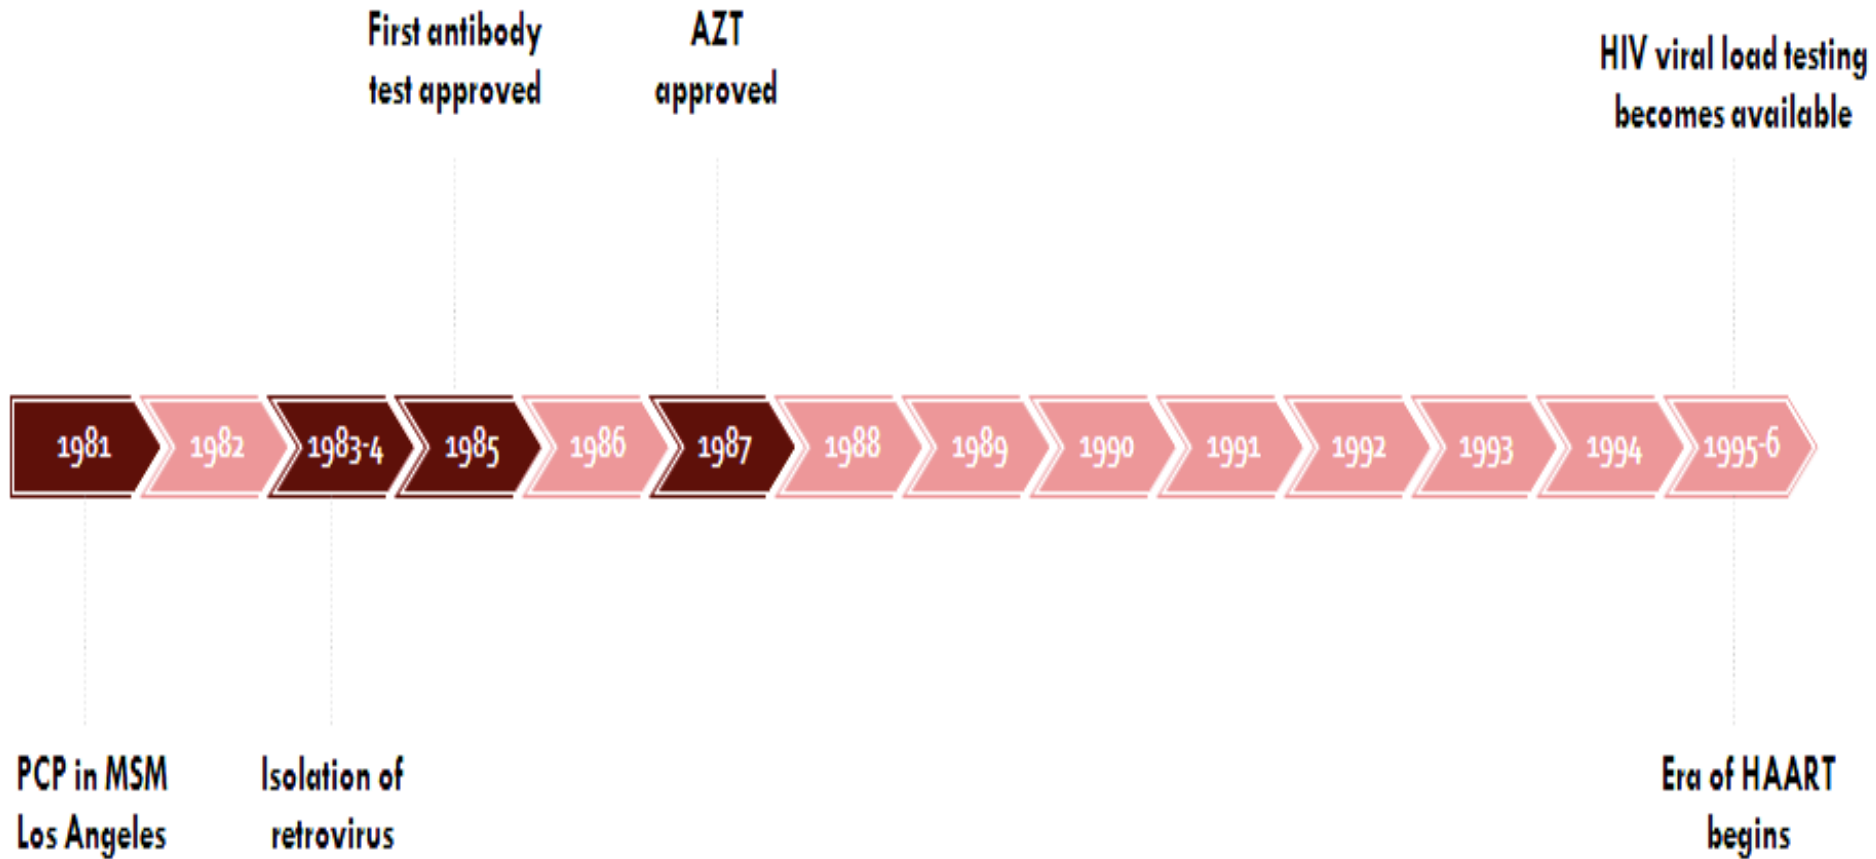 First antibody
test approved
AZT
approved
HIV viral load testing
becomes available
1981
1982
1983-4
1985
1986
1987
1988
1989
1990
1991
1992
1993
1994
1995-6
PCP in MSM
Los Angeles
Isolation of
retrovirus
Era of HAART
begins